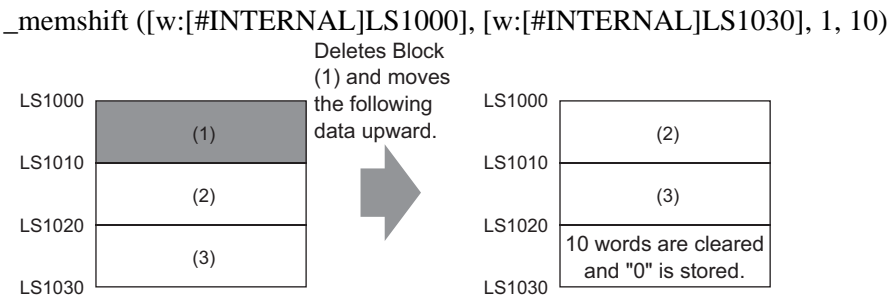 _memshift ([w:[#INTERNAL]LS1000], [w:[#INTERNAL]LS1030], 1, 10)
Deletes Block
(1) and moves
the following
data upward.
LS1000
(1)
LS1010
(2)
LS1020
(3)
LS1030
LS1000
(2)
LS1010
(3)
LS1020
10 words are cleared
and "0" is stored.
LS1030